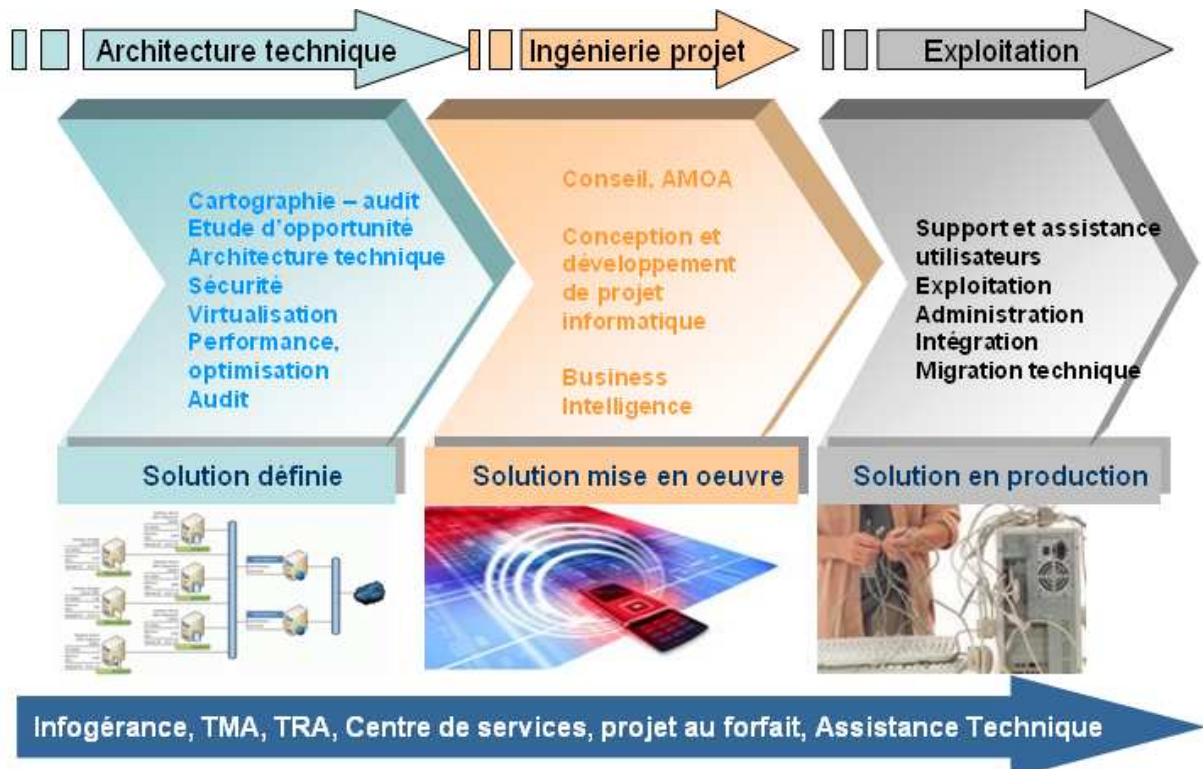 Architecture technique
Ingénierie projet
Exploitation
Cartographie – audit
Etude d'opportunité
Architecture technique
Sécurité
Virtualisation
Performance,
optimisation
Audit
Conseil, AMOA
Conception et
développement
de projet
informatique
Business
Intelligence
Support et assistance
utilisateurs
Exploitation
Administration
Intégration
Migration technique
Solution définie
Solution mise en oeuvre
Solution en production
Infogérance, TMA, TRA, Centre de services, projet au forfait, Assistance Technique